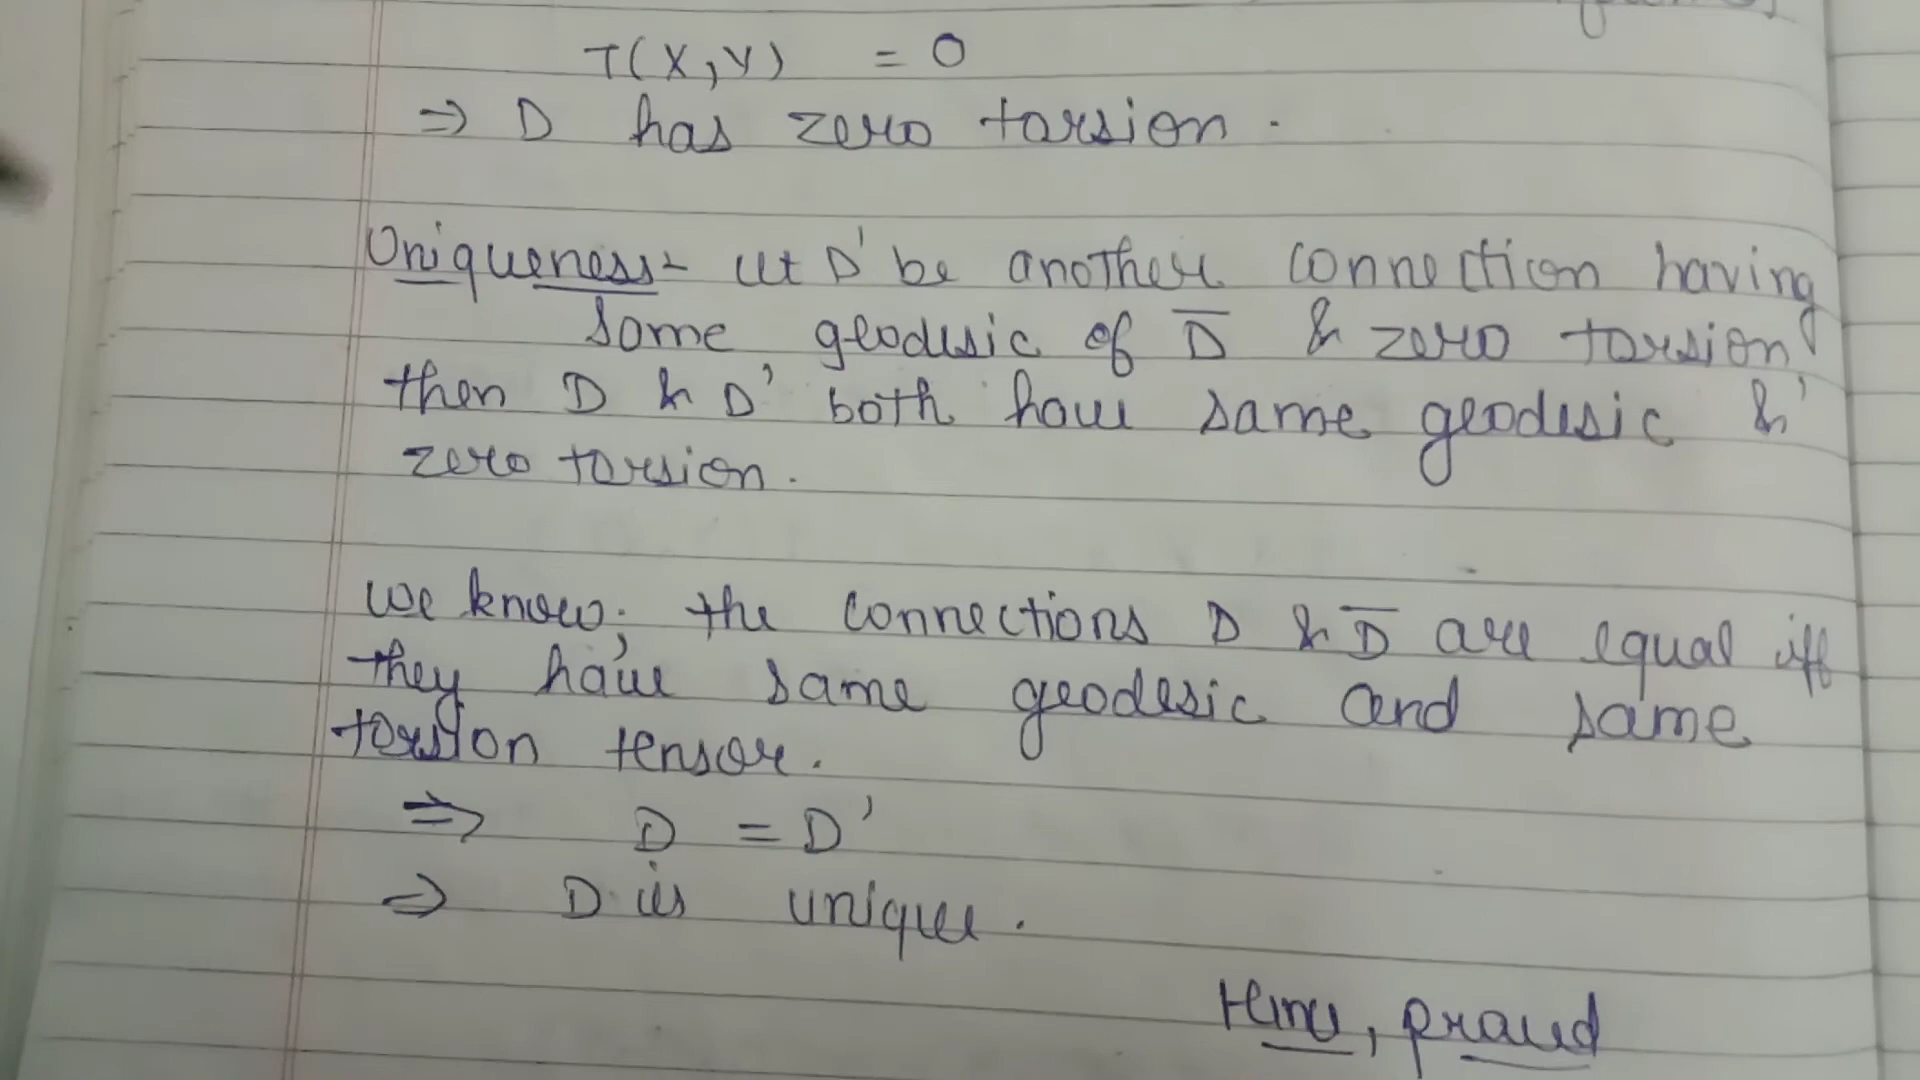 T(X,Y) = 0
⇒ D has zero torsion.
Uniqueness- let D' be another connection having
same geodesic of D̅ & zero torsion
then D & D' both have same geodesic &
zero torsion.
we know, the connections D & D̅ are equal iff
they have same geodesic and same
torsion tensor.
⇒ D = D'
⇒ D is unique.
Hence, proved